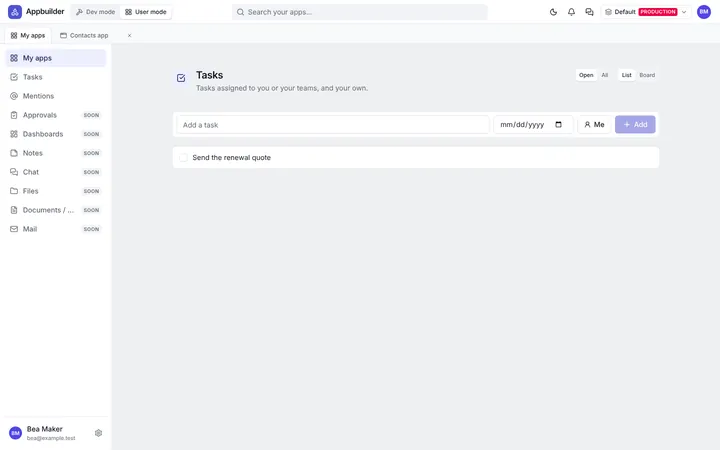 Appbuilder
Dev mode
User mode
Search your apps...
Default PRODUCTION
BM
My apps
Contacts app
×
My apps
Tasks
Mentions
Approvals SOON
Dashboards SOON
Notes SOON
Chat SOON
Files SOON
Documents / ... SOON
Mail SOON
Tasks
Tasks assigned to you or your teams, and your own.
Open All List Board
Add a task
mm/dd/yyyy
Me
+ Add
Send the renewal quote
BM
Bea Maker
bea@example.test